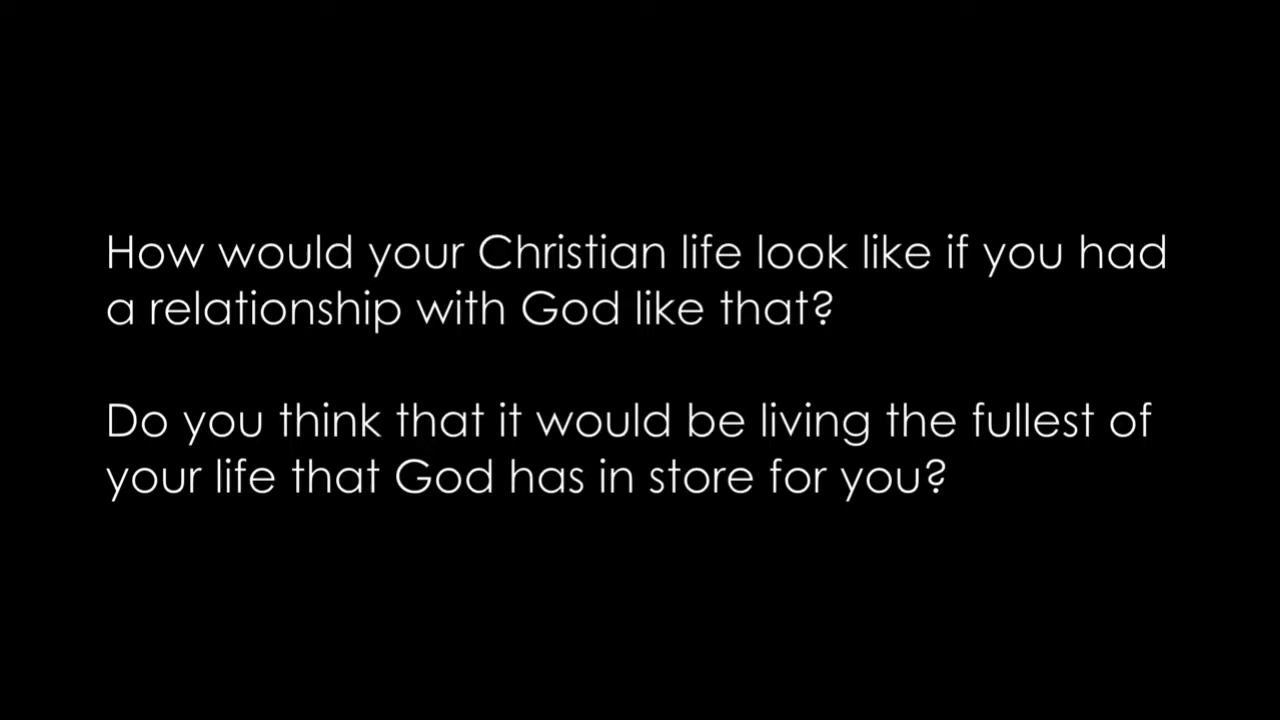 How would your Christian life look like if you had
a relationship with God like that?
Do you think that it would be living the fullest of
your life that God has in store for you?